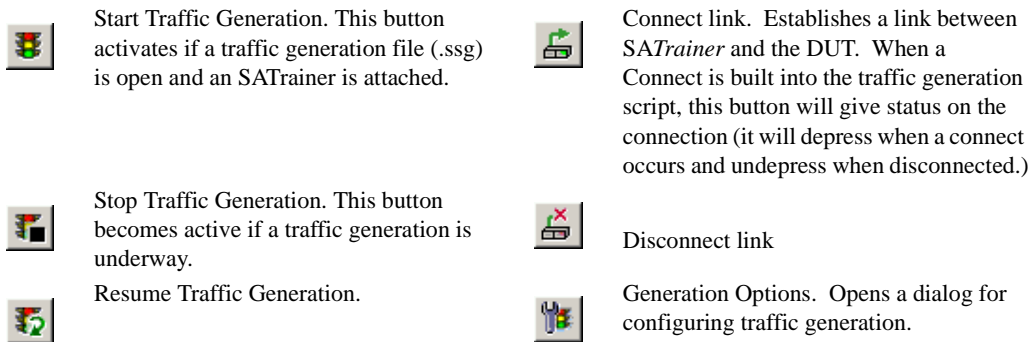 Start Traffic Generation. This button
activates if a traffic generation file (.ssg)
is open and an SATrainer is attached.
Connect link.  Establishes a link between
SATrainer and the DUT.  When a
Connect is built into the traffic generation
script, this button will give status on the
connection (it will depress when a connect
occurs and undepress when disconnected.)
Stop Traffic Generation. This button
becomes active if a traffic generation is
underway.
Disconnect link
Resume Traffic Generation.
Generation Options.  Opens a dialog for
configuring traffic generation.